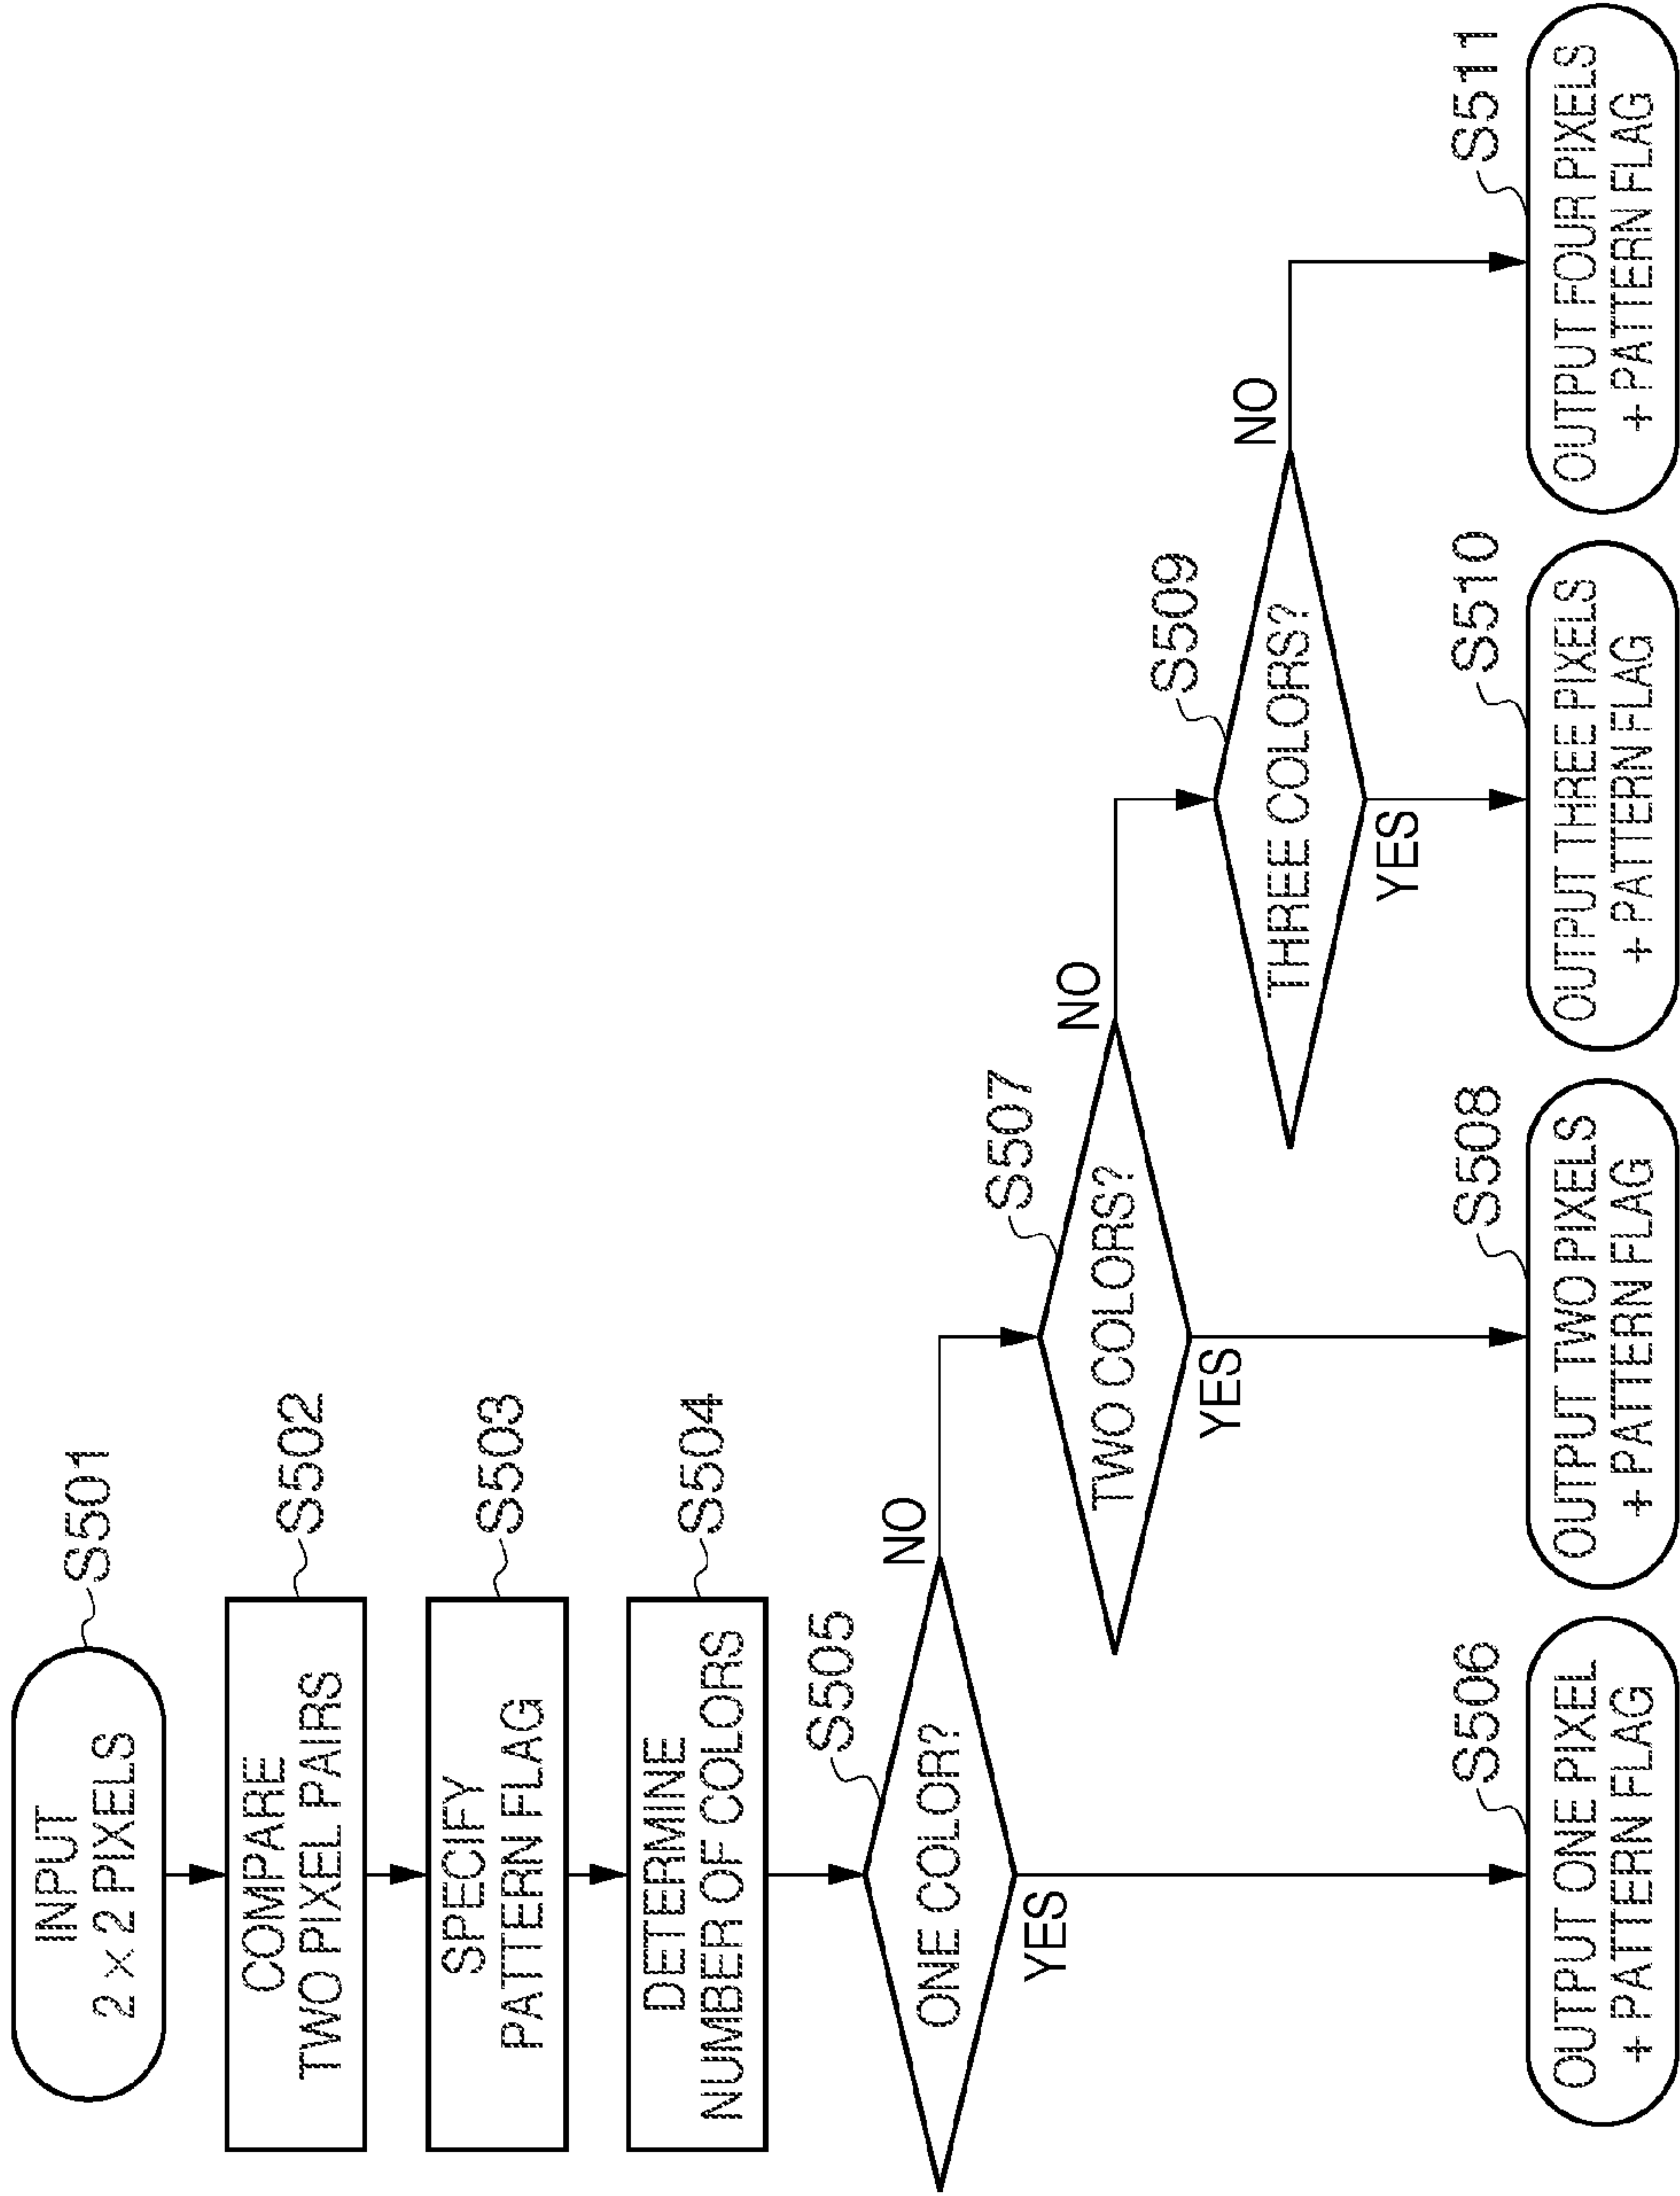 INPUT
2 × 2 PIXELS
S501
COMPARE
TWO PIXEL PAIRS
S502
SPECIFY
PATTERN FLAG
S503
DETERMINE
NUMBER OF COLORS
S504
ONE COLOR?
S505
NO
YES
TWO COLORS?
S507
NO
YES
THREE COLORS?
S509
NO
YES
OUTPUT ONE PIXEL
+ PATTERN FLAG
S506
OUTPUT TWO PIXELS
+ PATTERN FLAG
S508
OUTPUT THREE PIXELS
+ PATTERN FLAG
S510
OUTPUT FOUR PIXELS
+ PATTERN FLAG
S511